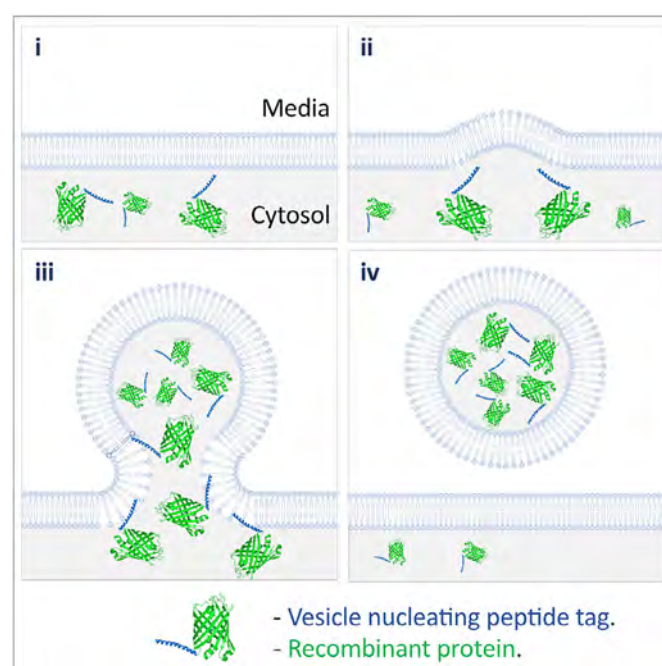 i
ii
Media
Cytosol
iii
iv
- Vesicle nucleating peptide tag.
- Recombinant protein.